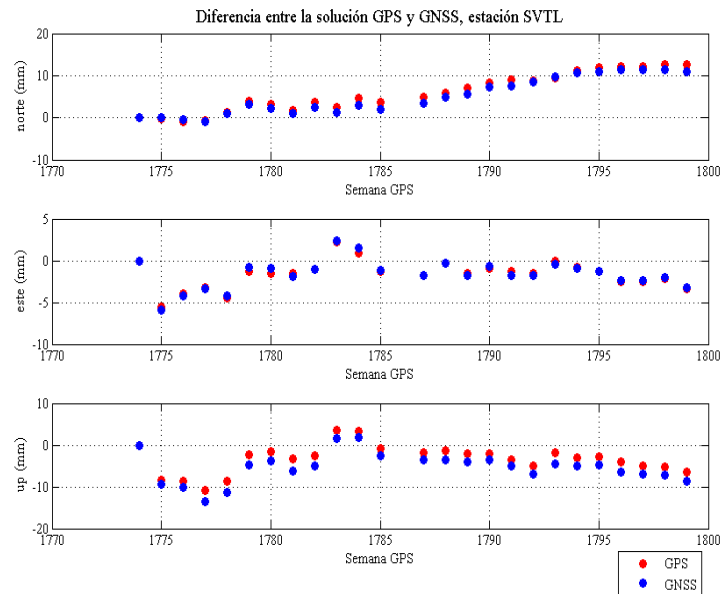 Diferencia entre la solución GPS y GNSS, estación SVTL
20
10
0
-10
norte (mm)
1770 1775 1780 1785 1790 1795 1800
Semana GPS
5
0
-5
-10
este (mm)
1770 1775 1780 1785 1790 1795 1800
Semana GPS
10
0
-10
-20
up (mm)
1770 1775 1780 1785 1790 1795 1800
Semana GPS
GPS
GNSS